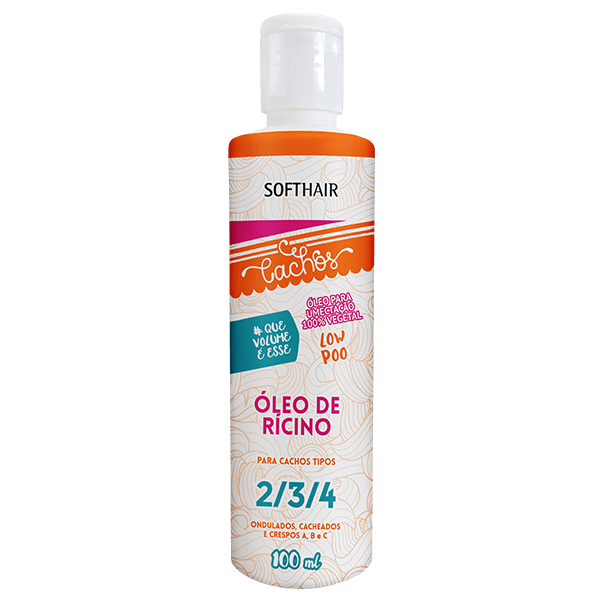 SOFTHAIR
Cachos
ÓLEO PARA
UMECTAÇÃO
100% VEGETAL
# QUE
VOLUME
É ESSE
LOW
POO
ÓLEO DE
RÍCINO
PARA CACHOS TIPOS
2/3/4
ONDULADOS, CACHEADOS
E CRESPOS A, B e C
100 ml